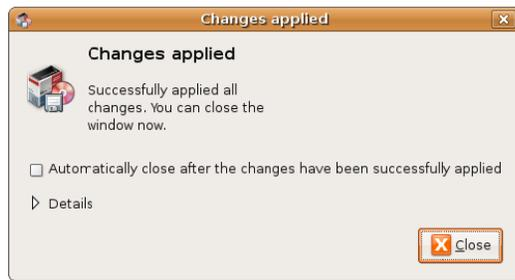 Changes applied
Changes applied
Successfully applied all
changes. You can close the
window now.
Automatically close after the changes have been successfully applied
Details
Close